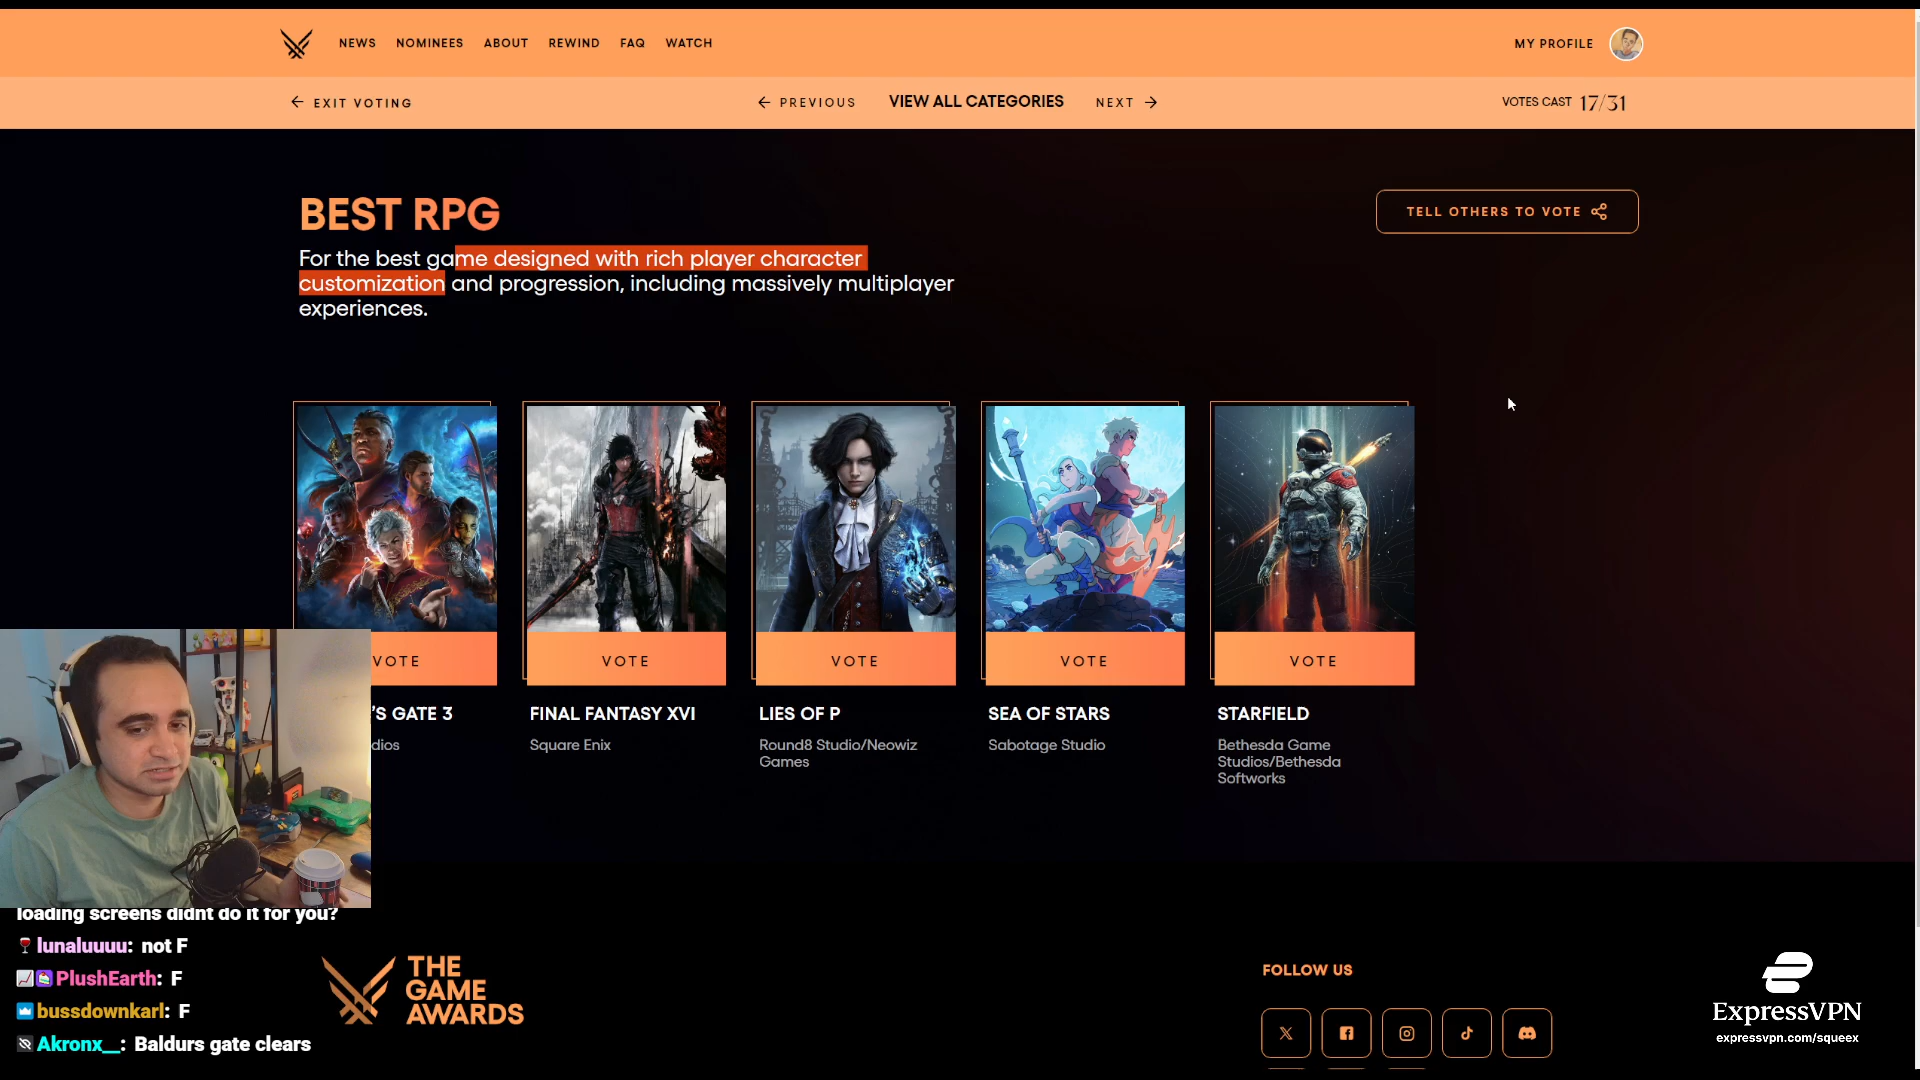 NEWS NOMINEES ABOUT REWIND FAQ WATCH
MY PROFILE
EXIT VOTING
PREVIOUS VIEW ALL CATEGORIES NEXT
VOTES CAST 17/31
BEST RPG
TELL OTHERS TO VOTE
For the best game designed with rich player character
customization and progression, including massively multiplayer
experiences.
VOTE VOTE VOTE VOTE VOTE
'S GATE 3
dios
FINAL FANTASY XVI
Square Enix
LIES OF P
Round8 Studio/Neowiz
Games
SEA OF STARS
Sabotage Studio
STARFIELD
Bethesda Game
Studios/Bethesda
Softworks
loading screens didnt do it for you?
lunaluuuu: not F
PlushEarth: F
bussdownkarl: F
Akronx__: Baldurs gate clears
THE
GAME
AWARDS
FOLLOW US
ExpressVPN
expressvpn.com/squeex